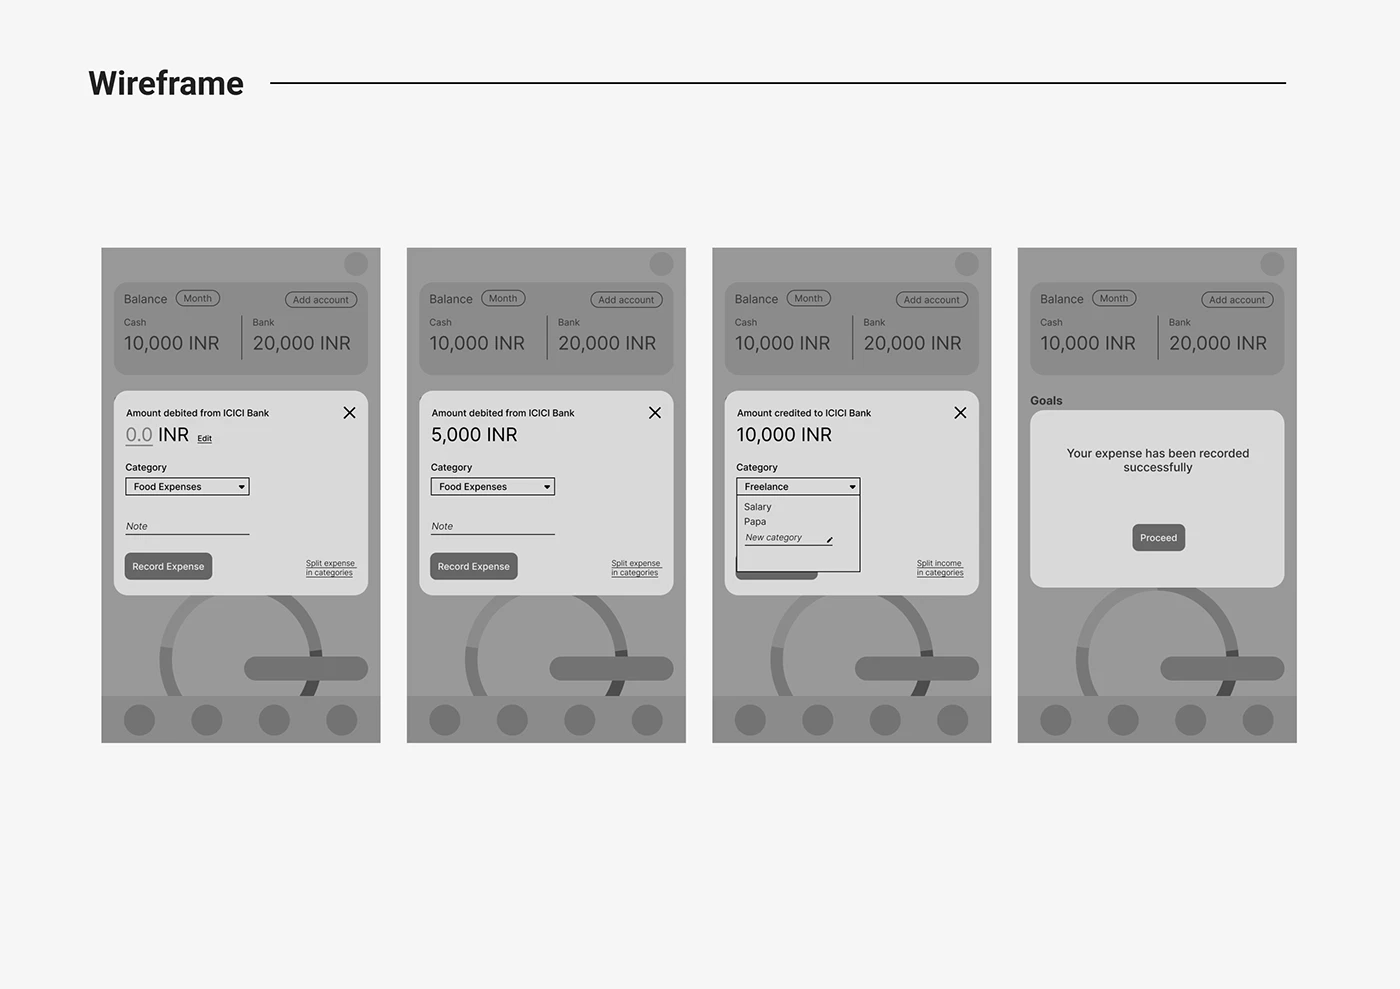 Wireframe
Balance
Month
Add account
Cash
Bank
10,000 INR
20,000 INR
Amount debited from ICICI Bank
0.0 INR
Edit
Category
Food Expenses
Note
Record Expense
Split expense
in categories
Balance
Month
Add account
Cash
Bank
10,000 INR
20,000 INR
Amount debited from ICICI Bank
5,000 INR
Category
Food Expenses
Note
Record Expense
Split expense
in categories
Balance
Month
Add account
Cash
Bank
10,000 INR
20,000 INR
Amount credited to ICICI Bank
10,000 INR
Category
Freelance
Salary
Papa
New category
Split income
in categories
Balance
Month
Add account
Cash
Bank
10,000 INR
20,000 INR
Goals
Your expense has been recorded
successfully
Proceed